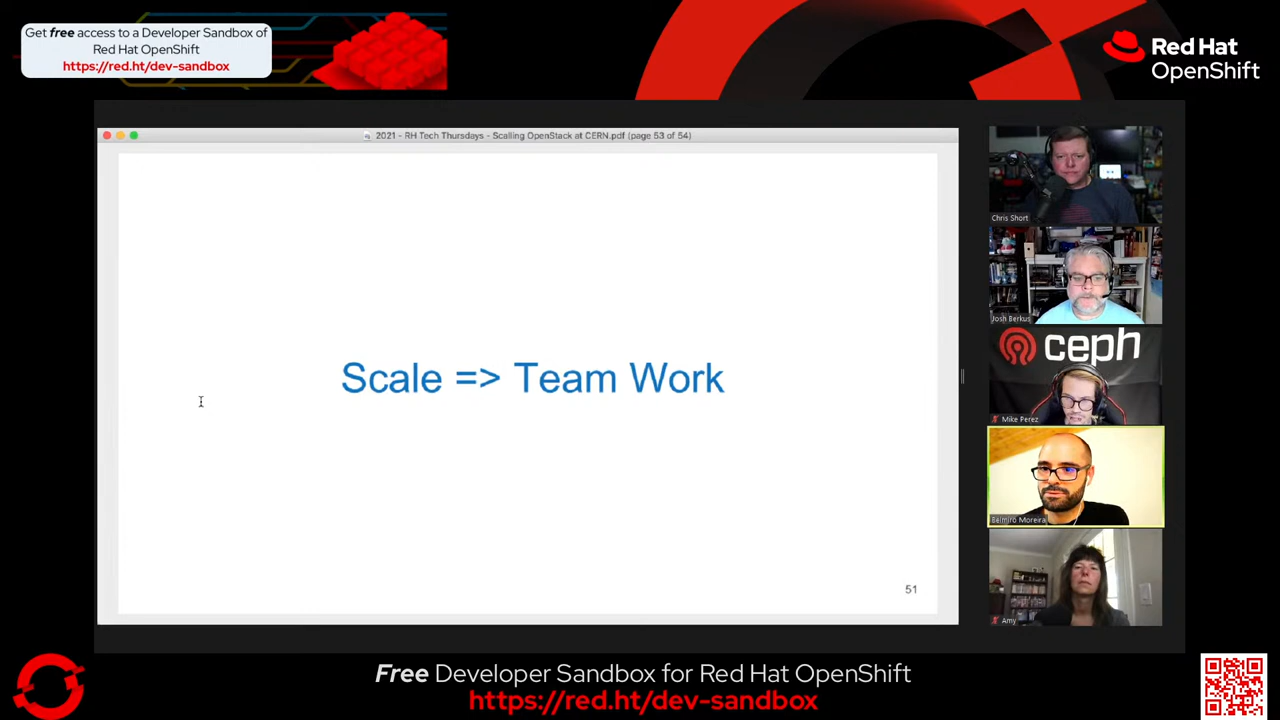 Get free access to a Developer Sandbox of
Red Hat OpenShift
https://red.ht/dev-sandbox
Red Hat
OpenShift
2021 - RH Tech Thursdays - Scalling OpenStack at CERN.pdf (page 53 of 54)
Scale => Team Work
51
Chris Short
Josh Berkus
ceph
Mike Perez
Belmiro Moreira
Amy
Free Developer Sandbox for Red Hat OpenShift
https://red.ht/dev-sandbox